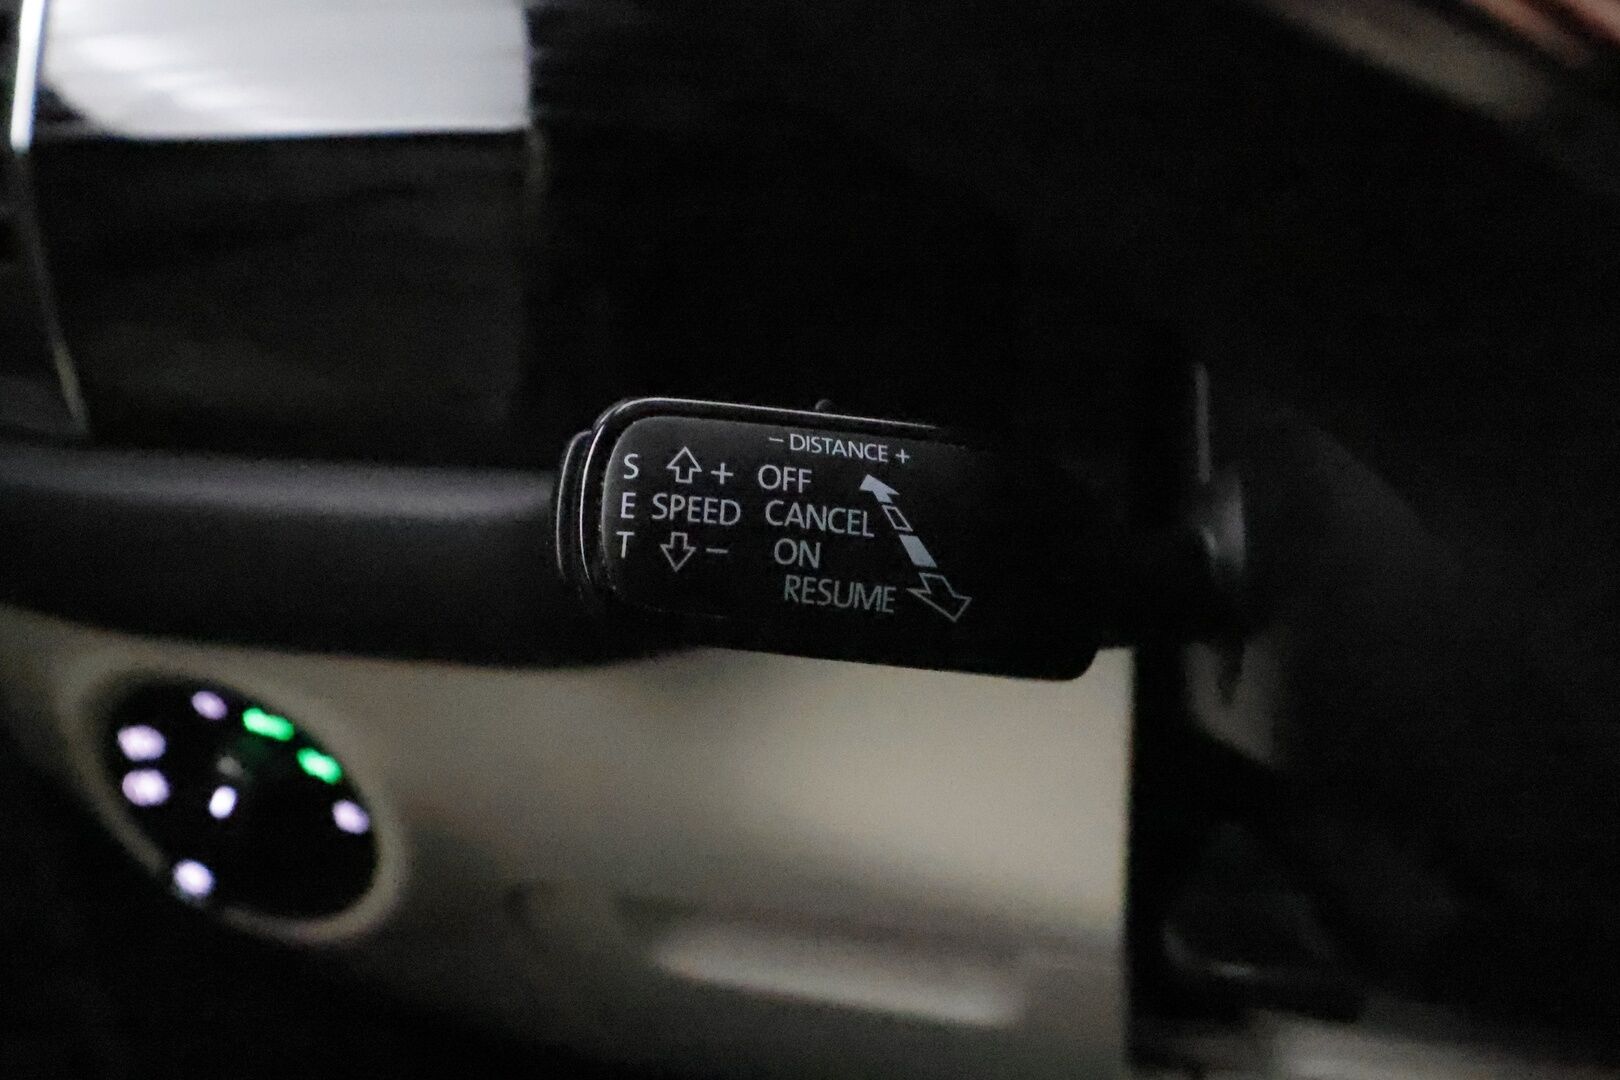 – DISTANCE +
S + OFF
E SPEED CANCEL
T – ON
RESUME